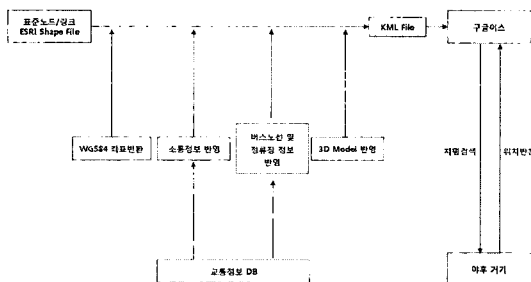 표준노드/링크
ESRI Shape File
KML File
구글어스
WGS84 좌표변환
소통정보 반영
버스노선 및
정류장 정보
반영
3D Model 반영
지명검색
위치반환
교통정보 DB
야후 거기